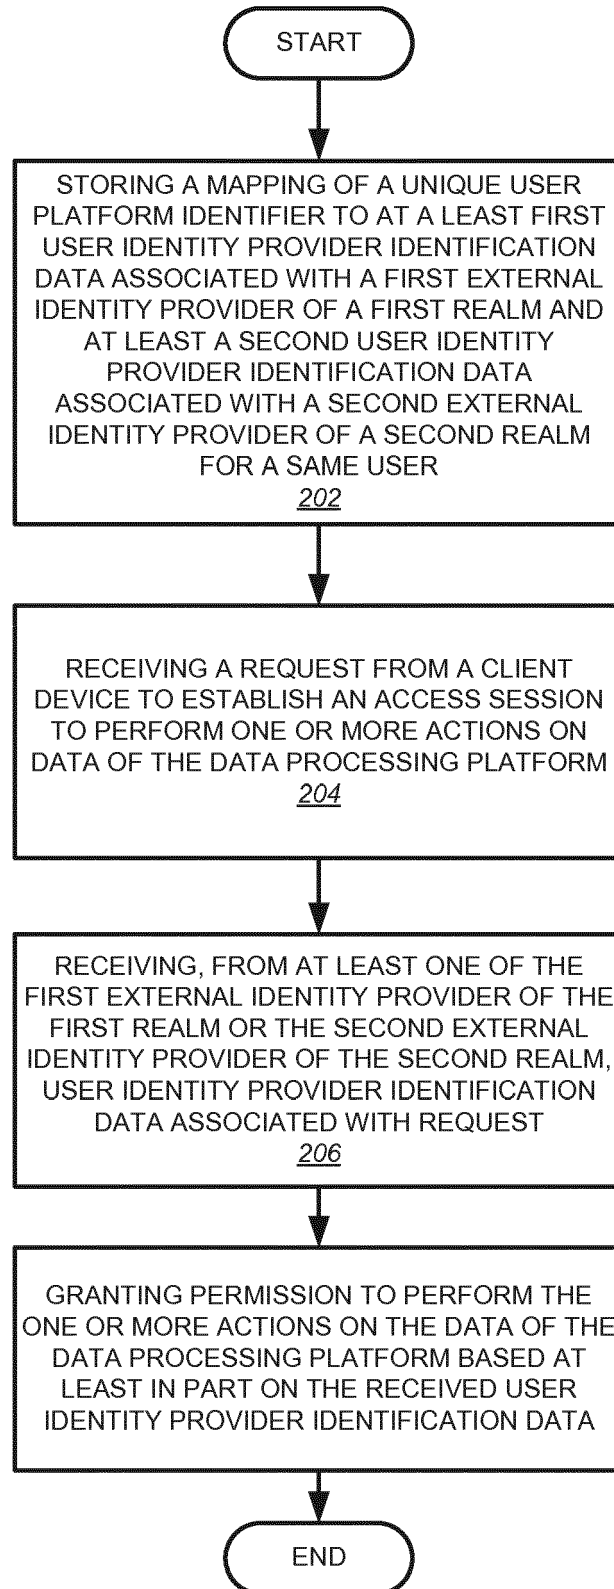 START
STORING A MAPPING OF A UNIQUE USER
PLATFORM IDENTIFIER TO AT A LEAST FIRST
USER IDENTITY PROVIDER IDENTIFICATION
DATA ASSOCIATED WITH A FIRST EXTERNAL
IDENTITY PROVIDER OF A FIRST REALM AND
AT LEAST A SECOND USER IDENTITY
PROVIDER IDENTIFICATION DATA
ASSOCIATED WITH A SECOND EXTERNAL
IDENTITY PROVIDER OF A SECOND REALM
FOR A SAME USER
202
RECEIVING A REQUEST FROM A CLIENT
DEVICE TO ESTABLISH AN ACCESS SESSION
TO PERFORM ONE OR MORE ACTIONS ON
DATA OF THE DATA PROCESSING PLATFORM
204
RECEIVING, FROM AT LEAST ONE OF THE
FIRST EXTERNAL IDENTITY PROVIDER OF THE
FIRST REALM OR THE SECOND EXTERNAL
IDENTITY PROVIDER OF THE SECOND REALM,
USER IDENTITY PROVIDER IDENTIFICATION
DATA ASSOCIATED WITH REQUEST
206
GRANTING PERMISSION TO PERFORM THE
ONE OR MORE ACTIONS ON THE DATA OF THE
DATA PROCESSING PLATFORM BASED AT
LEAST IN PART ON THE RECEIVED USER
IDENTITY PROVIDER IDENTIFICATION DATA
END